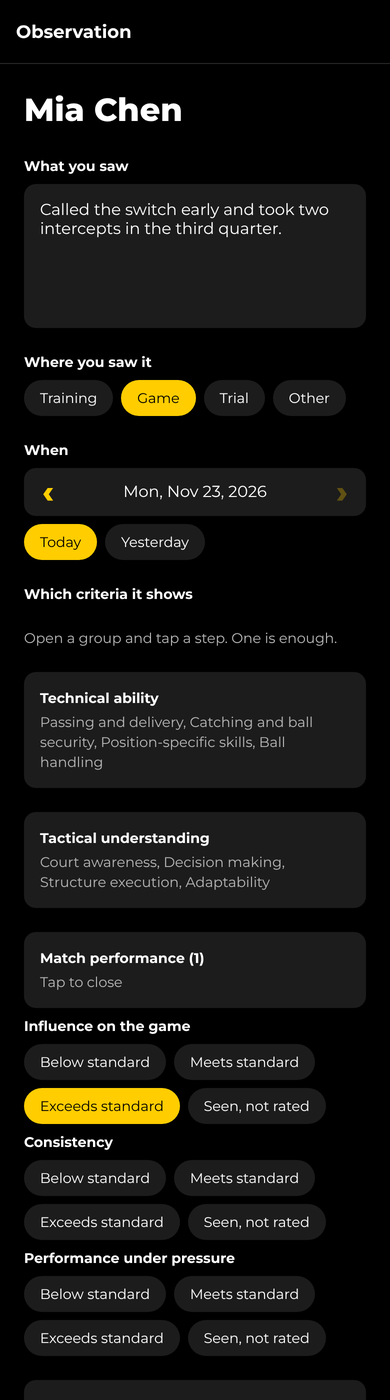 Observation
Mia Chen
What you saw
Called the switch early and took two
intercepts in the third quarter.
Where you saw it
Training Game Trial Other
When
‹ Mon, Nov 23, 2026 ›
Today Yesterday
Which criteria it shows
Open a group and tap a step. One is enough.
Technical ability
Passing and delivery, Catching and ball
security, Position-specific skills, Ball
handling
Tactical understanding
Court awareness, Decision making,
Structure execution, Adaptability
Match performance (1)
Tap to close
Influence on the game
Below standard Meets standard
Exceeds standard Seen, not rated
Consistency
Below standard Meets standard
Exceeds standard Seen, not rated
Performance under pressure
Below standard Meets standard
Exceeds standard Seen, not rated